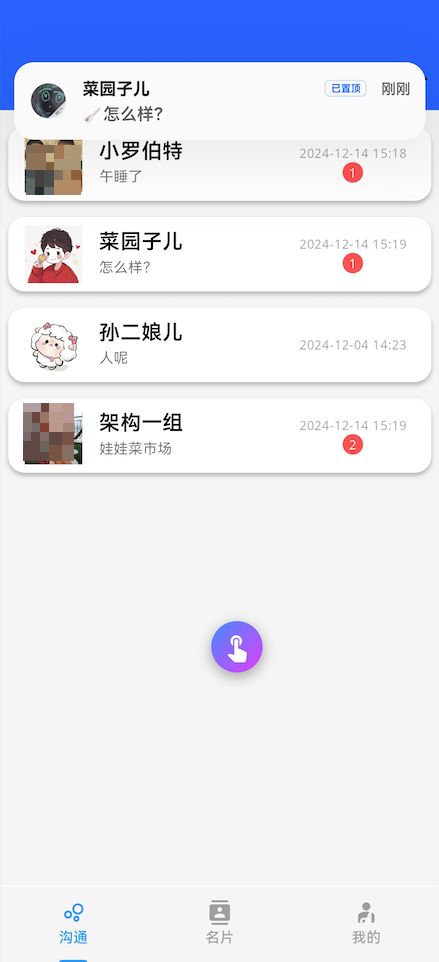 菜园子儿
已置顶
刚刚
怎么样?
小罗伯特
2024-12-14 15:18
午睡了
1
菜园子儿
2024-12-14 15:19
怎么样?
1
孙二娘儿
2024-12-04 14:23
人呢
架构一组
2024-12-14 15:19
娃娃菜市场
2
沟通
名片
我的